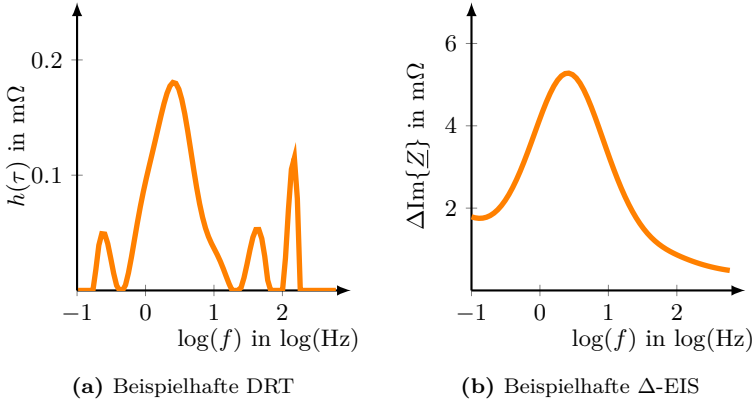 h(τ) in mΩ
0.2
0.1
−1 0 1 2
log(f) in log(Hz)
(a) Beispielhafte DRT
ΔIm{Z} in mΩ
6
4
2
−1 0 1 2
log(f) in log(Hz)
(b) Beispielhafte Δ-EIS